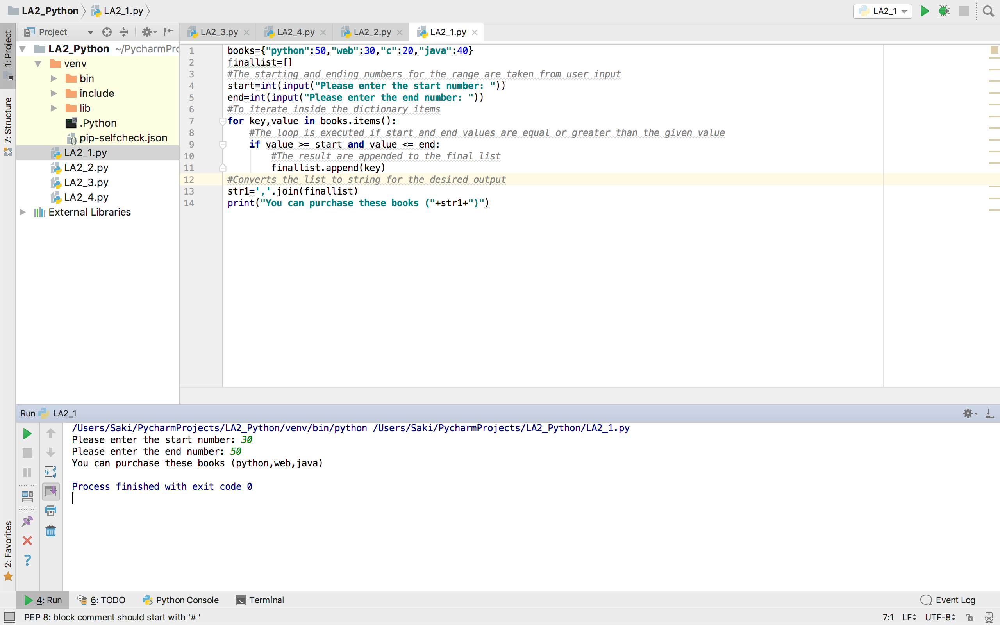 LA2_Python LA2_1.py LA2_1
Project LA2_3.py LA2_4.py LA2_2.py LA2_1.py
1: Project
7: Structure
2: Favorites
LA2_Python ~/PycharmPro
venv
bin
include
lib
.Python
pip-selfcheck.json
LA2_1.py
LA2_2.py
LA2_3.py
LA2_4.py
External Libraries
1 books={"python":50,"web":30,"c":20,"java":40}
2 finallist=[]
3 #The starting and ending numbers for the range are taken from user input
4 start=int(input("Please enter the start number: "))
5 end=int(input("Please enter the end number: "))
6 #To iterate inside the dictionary items
7 for key,value in books.items():
8 #The loop is executed if start and end values are equal or greater than the given value
9 if value >= start and value <= end:
10 #The result are appended to the final list
11 finallist.append(key)
12 #Converts the list to string for the desired output
13 str1=','.join(finallist)
14 print("You can purchase these books ("+str1+")")
Run LA2_1
/Users/Saki/PycharmProjects/LA2_Python/venv/bin/python /Users/Saki/PycharmProjects/LA2_Python/LA2_1.py
Please enter the start number: 30
Please enter the end number: 50
You can purchase these books (python,web,java)
Process finished with exit code 0
4: Run 6: TODO Python Console Terminal Event Log
PEP 8: block comment should start with '# ' 7:1 LF UTF-8